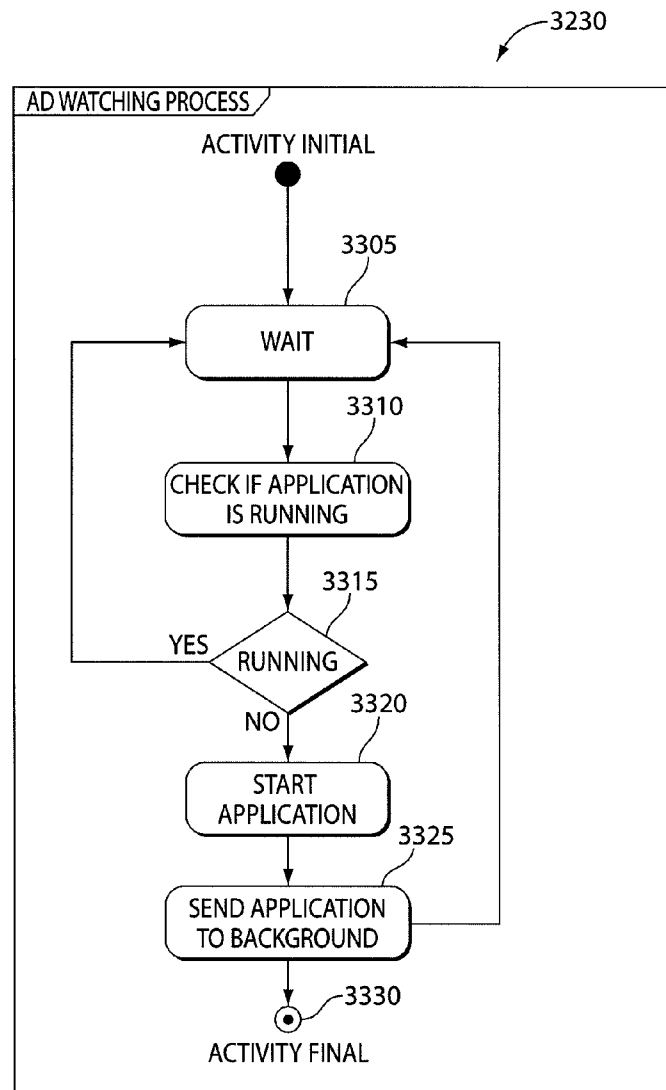 3230
AD WATCHING PROCESS
ACTIVITY INITIAL
3305
WAIT
3310
CHECK IF APPLICATION
IS RUNNING
3315
YES
RUNNING
NO
3320
START
APPLICATION
3325
SEND APPLICATION
TO BACKGROUND
3330
ACTIVITY FINAL